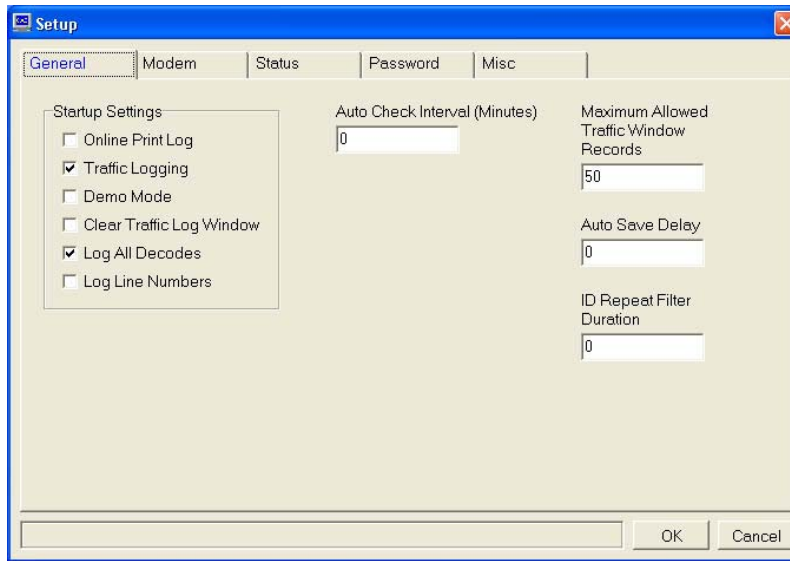 Setup
General
Modem
Status
Password
Misc
Startup Settings
Online Print Log
Traffic Logging
Demo Mode
Clear Traffic Log Window
Log All Decodes
Log Line Numbers
Auto Check Interval (Minutes)
0
Maximum Allowed
Traffic Window
Records
50
Auto Save Delay
0
ID Repeat Filter
Duration
0
OK
Cancel